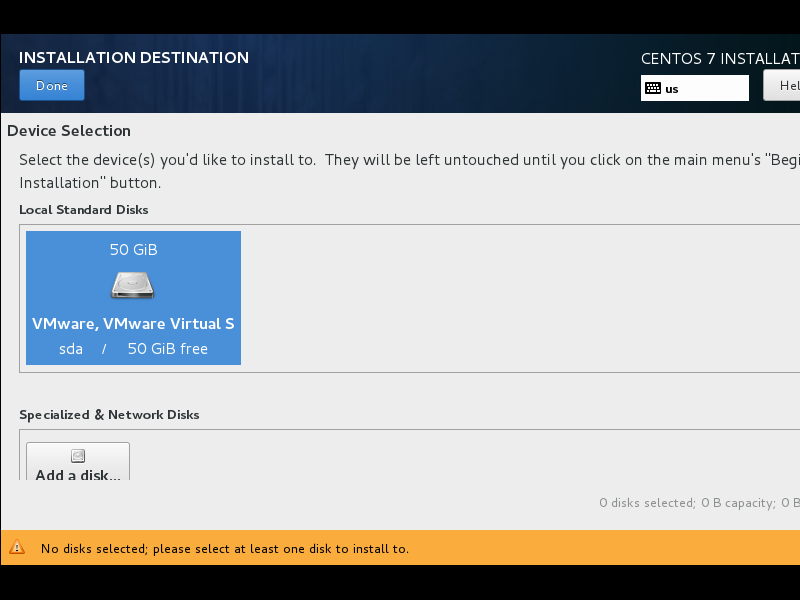 INSTALLATION DESTINATION
CENTOS 7 INSTALLAT
Done
us
Hel
Device Selection
Select the device(s) you'd like to install to.  They will be left untouched until you click on the main menu's "Begi
Installation" button.
Local Standard Disks
50 GiB
VMware, VMware Virtual S
sda / 50 GiB free
Specialized & Network Disks
Add a disk...
0 disks selected; 0 B capacity; 0 B
No disks selected; please select at least one disk to install to.